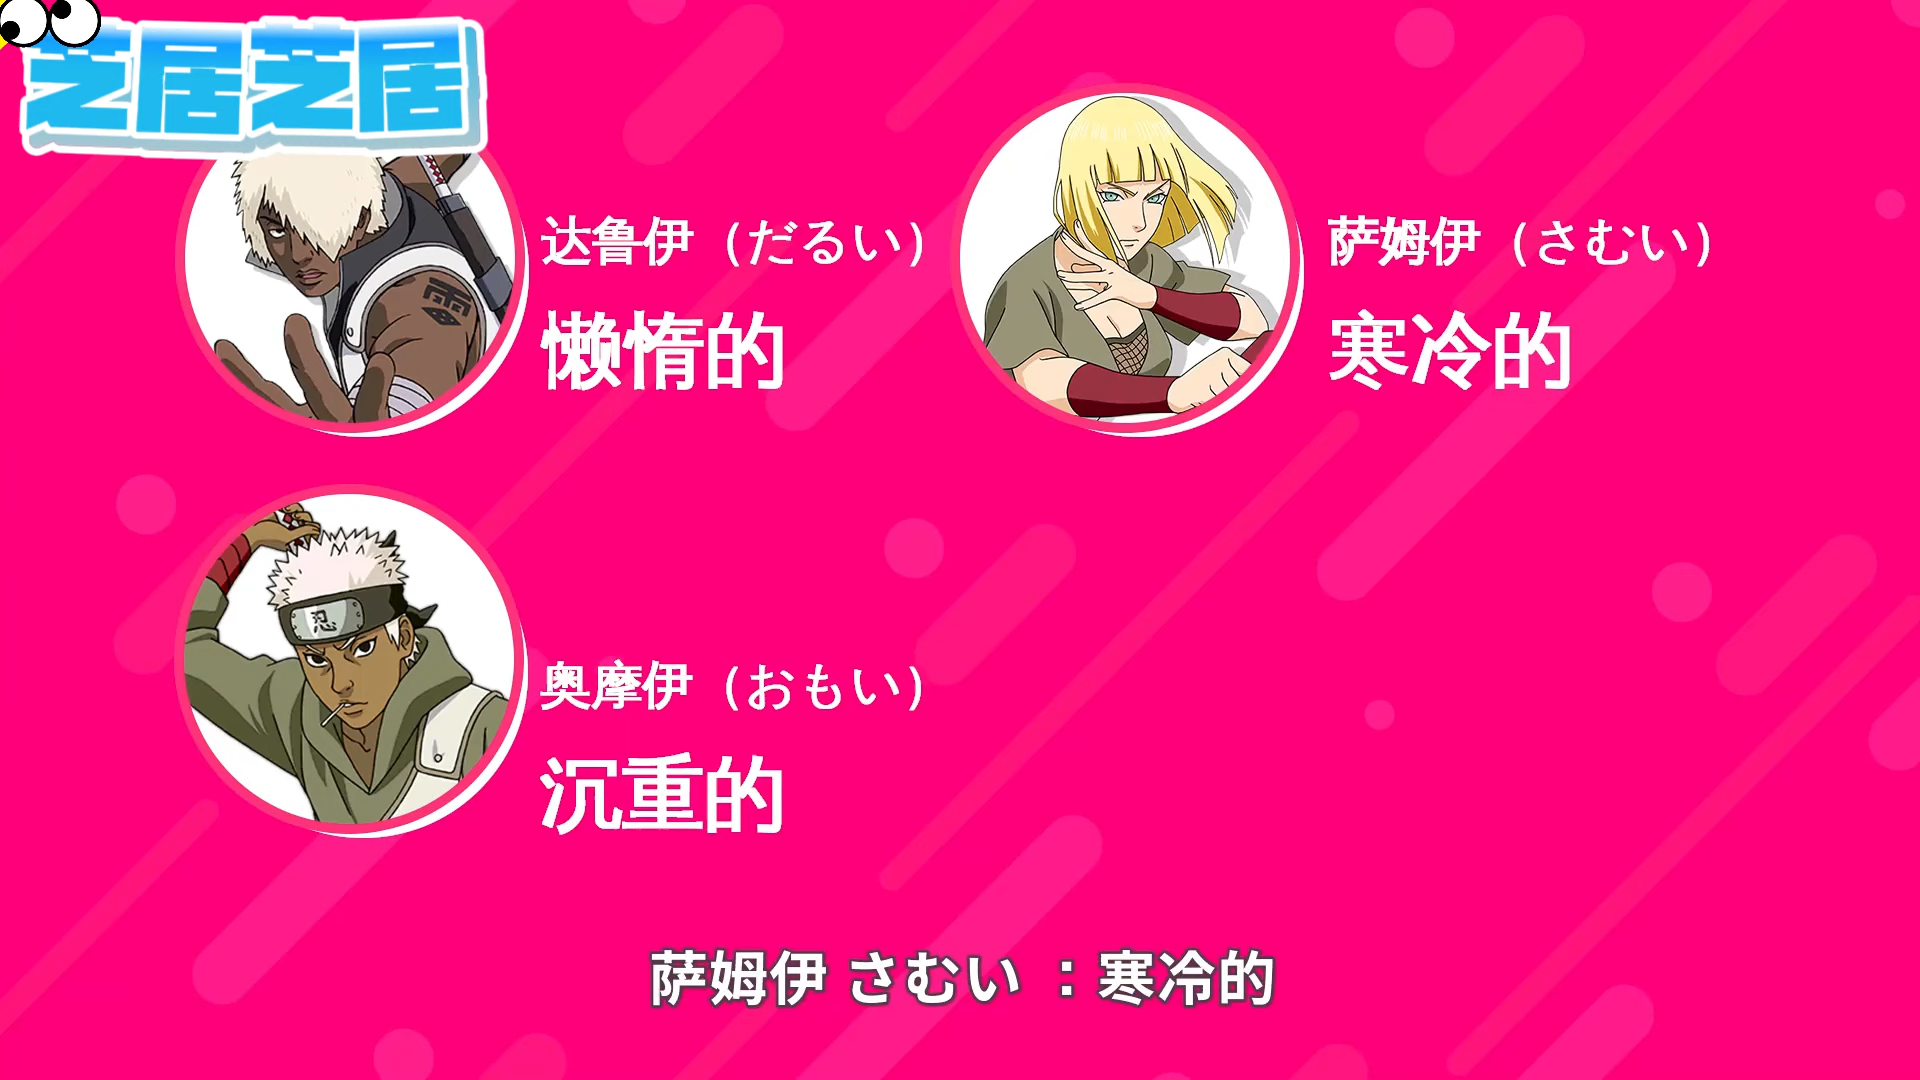 芝居芝居
达鲁伊（だるい）
懒惰的
萨姆伊（さむい）
寒冷的
雨
忍
奥摩伊（おもい）
沉重的
萨姆伊 さむい ：寒冷的